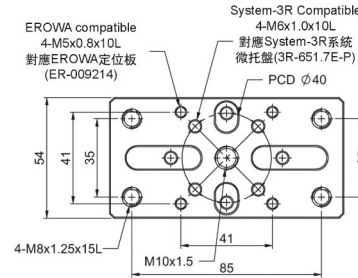 EROWA compatible
4-M5x0.8x10L
對應EROWA定位板
(ER-009214)
System-3R Compatible
4-M6x1.0x10L
對應System-3R系統
微托盤(3R-651.7E-P)
PCD ∅40
54
41
35
4-M8x1.25x15L
M10x1.5
41
85